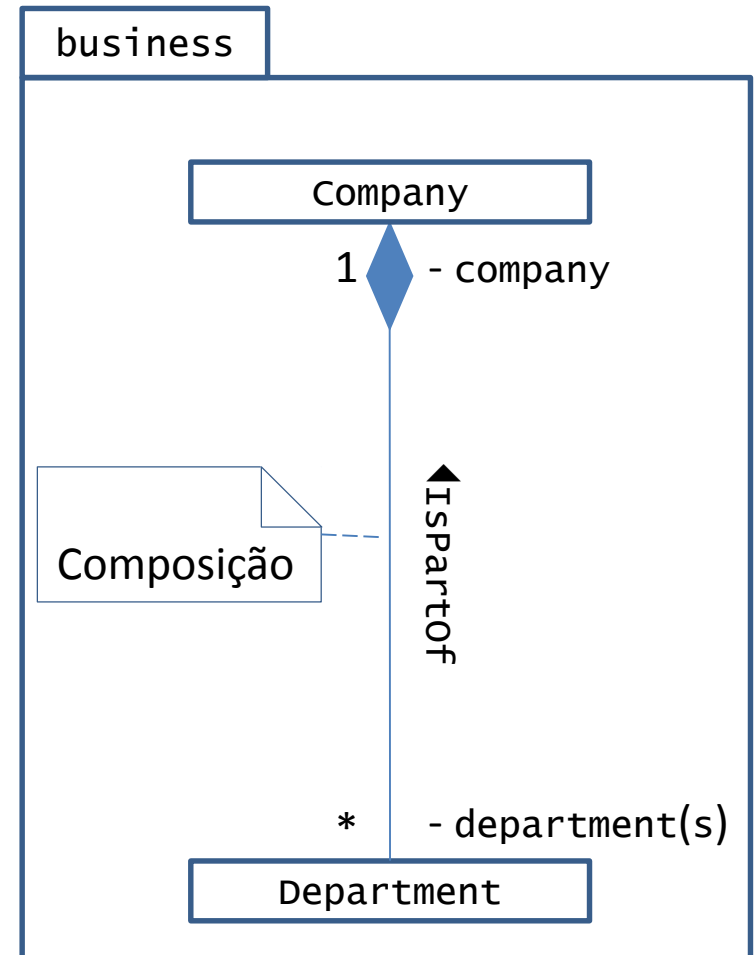 business
Company
1 - company
◀IsPartOf
Composição
* - department(s)
Department